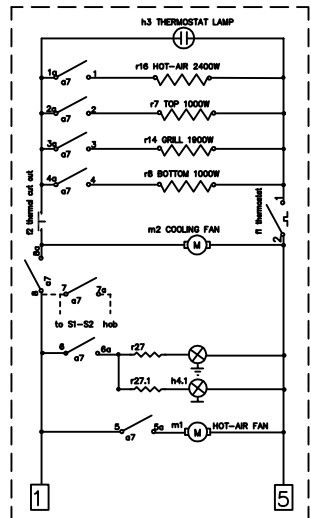 h3 THERMOSTAT LAMP
r16 HOT-AIR 2400W
1a a7 1
r7 TOP 1000W
2a a7 2
r14 GRILL 1900W
3a a7 3
r8 BOTTOM 1000W
4a a7 4
f2 thermal cut out
f1 thermostat
1
2
m2 COOLING FAN
M
8a
a7
8
7 a7 7a
to S1-S2 hob
6 a7 6a
r27
r27.1 h4.1
5 a7 5a m1 M HOT-AIR FAN
1 5